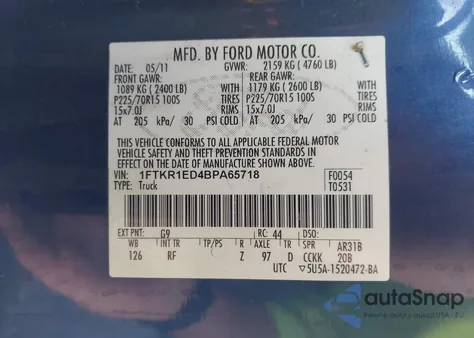 MFD. BY FORD MOTOR CO.
DATE: 05/11 GVWR: 2159 KG ( 4760 LB)
FRONT GAWR: REAR GAWR:
1089 KG ( 2400 LB) 1179 KG ( 2600 LB)
P225/70R15 100S TIRES P225/70R15 100S TIRES
15x7.0J RIMS 15x7.0J RIMS
AT 205 kPa/ 30 PSI COLD AT 205 kPa/ 30 PSI COLD
THIS VEHICLE CONFORMS TO ALL APPLICABLE FEDERAL MOTOR
VEHICLE SAFETY AND BUMPER STANDARDS IN
EFFECT ON THE DATE OF MANUFACTURE SHOWN ABOVE.
VIN: 1FTKR1ED4BPA65718 F0054
TYPE: Truck T0531
EXT PNT: G9 RC: 44 DSO:
WB INT TR TP/PS R AXLE TR SPR AR31B
126 RF Z 97 D CCKK 20B
UTC ▽5U5A-1520472-BA
autoSnap